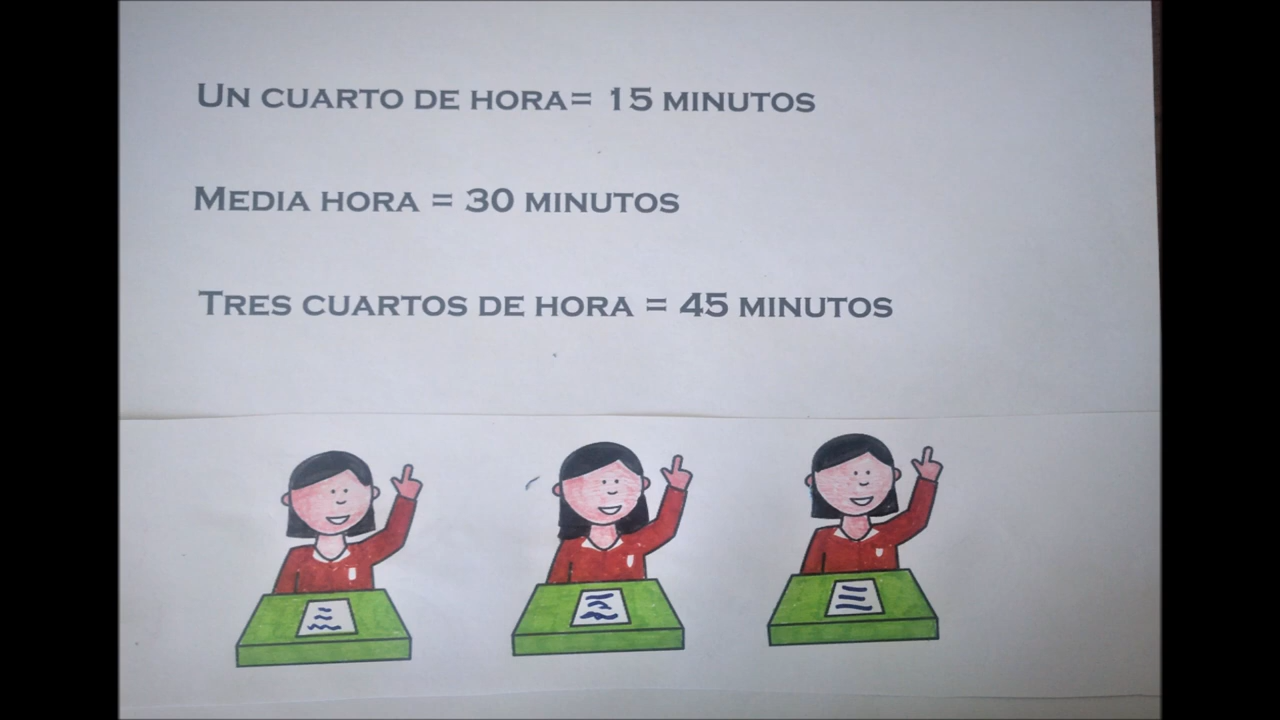 Un cuarto de hora= 15 minutos
Media hora = 30 minutos
Tres cuartos de hora = 45 minutos